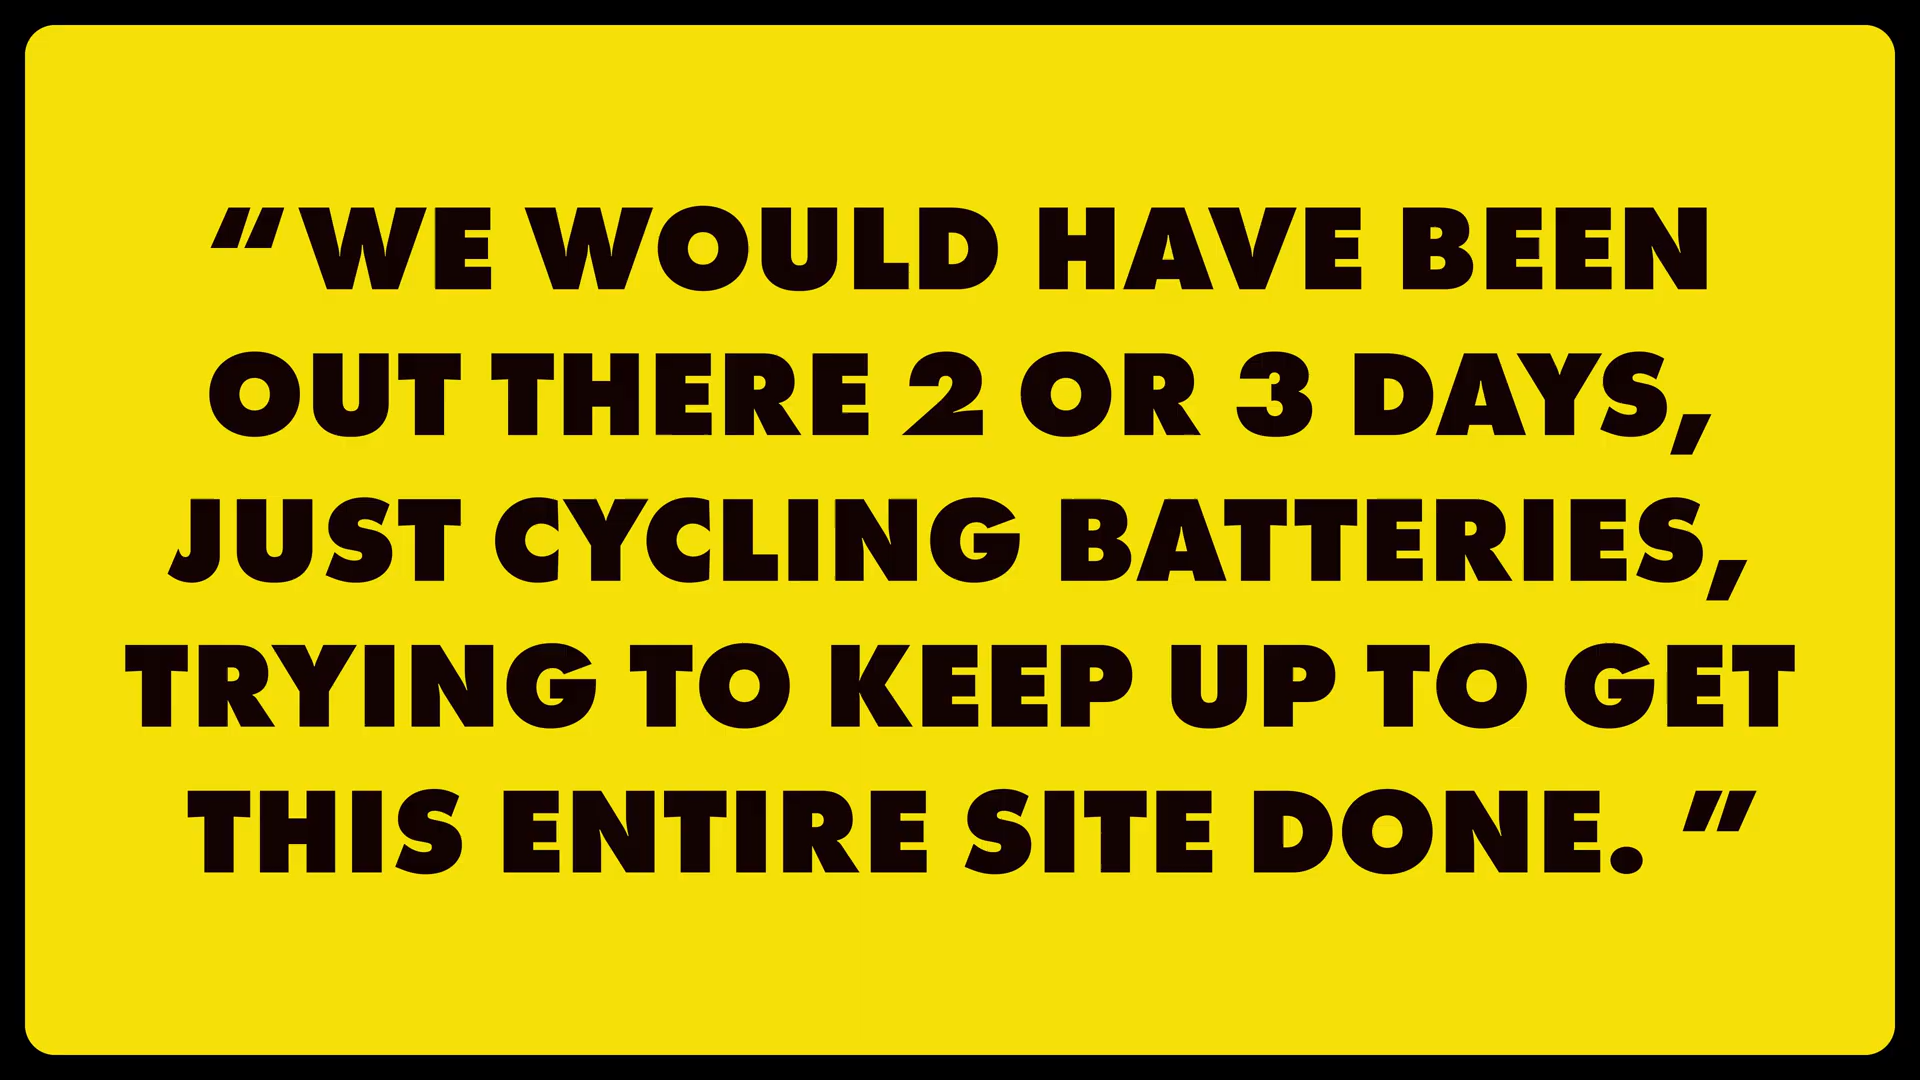 “WE WOULD HAVE BEEN
OUT THERE 2 OR 3 DAYS,
JUST CYCLING BATTERIES,
TRYING TO KEEP UP TO GET
THIS ENTIRE SITE DONE. ”